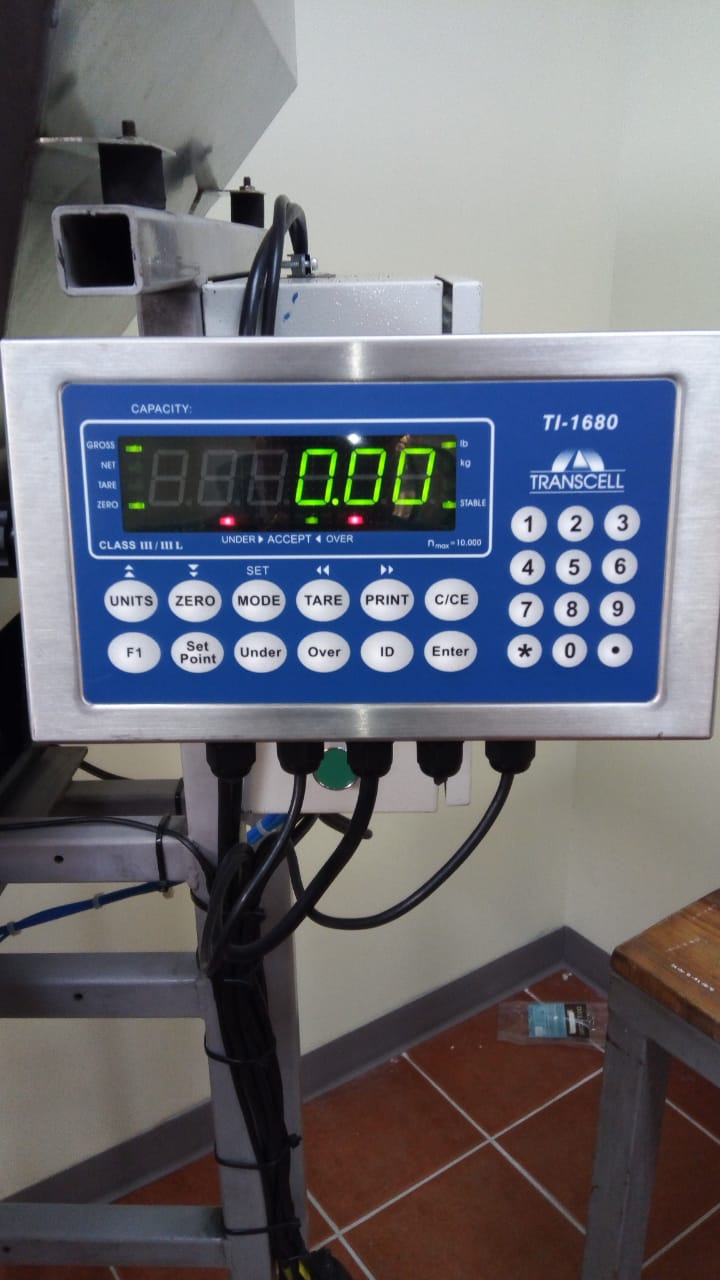 CAPACITY:
TI-1680
TRANSCELL
GROSS
NET
TARE
ZERO
0.00
lb
kg
STABLE
CLASS III / III L
UNDER ▶ ACCEPT ◀ OVER
nmax=10.000
SET
UNITS ZERO MODE TARE PRINT C/CE
F1 Set Point Under Over ID Enter
1 2 3
4 5 6
7 8 9
* 0 •